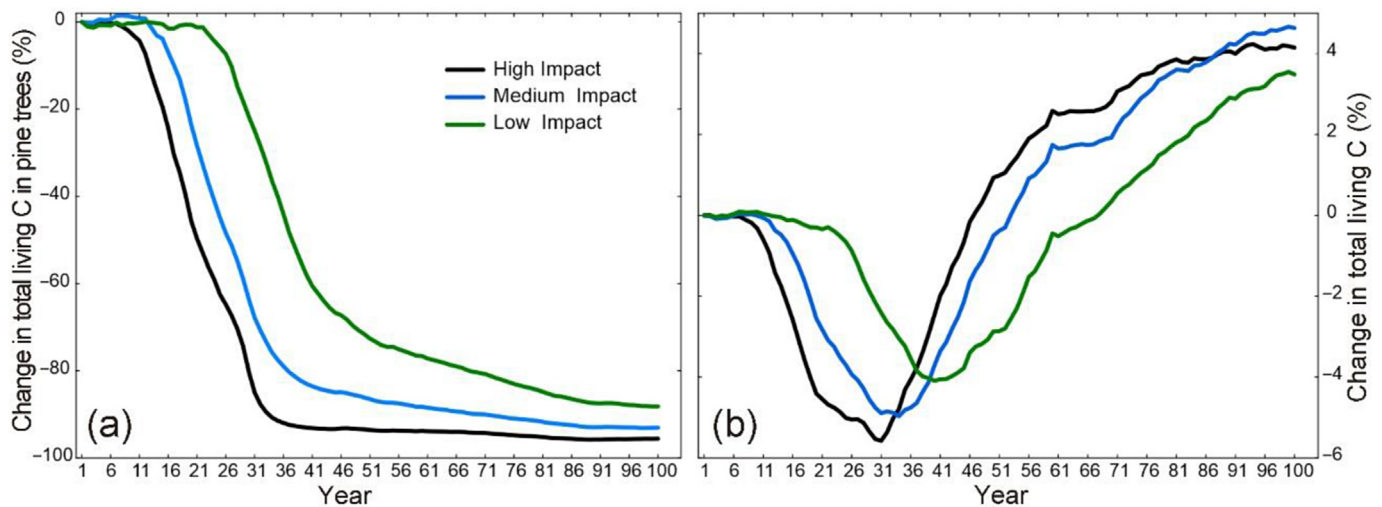 Change in total living C in pine trees (%)
0
−20
−40
−60
−80
−100
High Impact
Medium Impact
Low Impact
(a)
1 6 11 16 21 26 31 36 41 46 51 56 61 66 71 76 81 86 91 96 100
Year
(b)
1 6 11 16 21 26 31 36 41 46 51 56 61 66 71 76 81 86 91 96 100
Year
4
2
0
−2
−4
−6
Change in total living C (%)